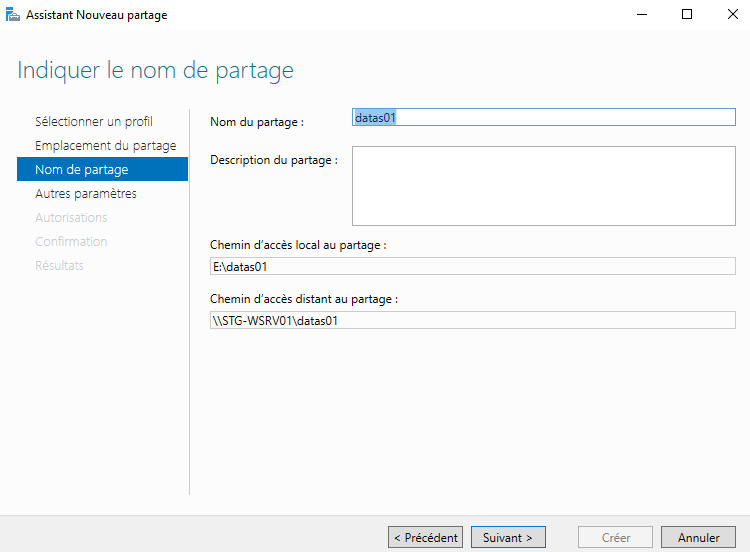 Assistant Nouveau partage
Indiquer le nom de partage
Sélectionner un profil
Emplacement du partage
Nom de partage
Autres paramètres
Autorisations
Confirmation
Résultats
Nom du partage :
datas01
Description du partage :
Chemin d'accès local au partage :
E:\datas01
Chemin d'accès distant au partage :
\\STG-WSRV01\datas01
< Précédent
Suivant >
Créer
Annuler